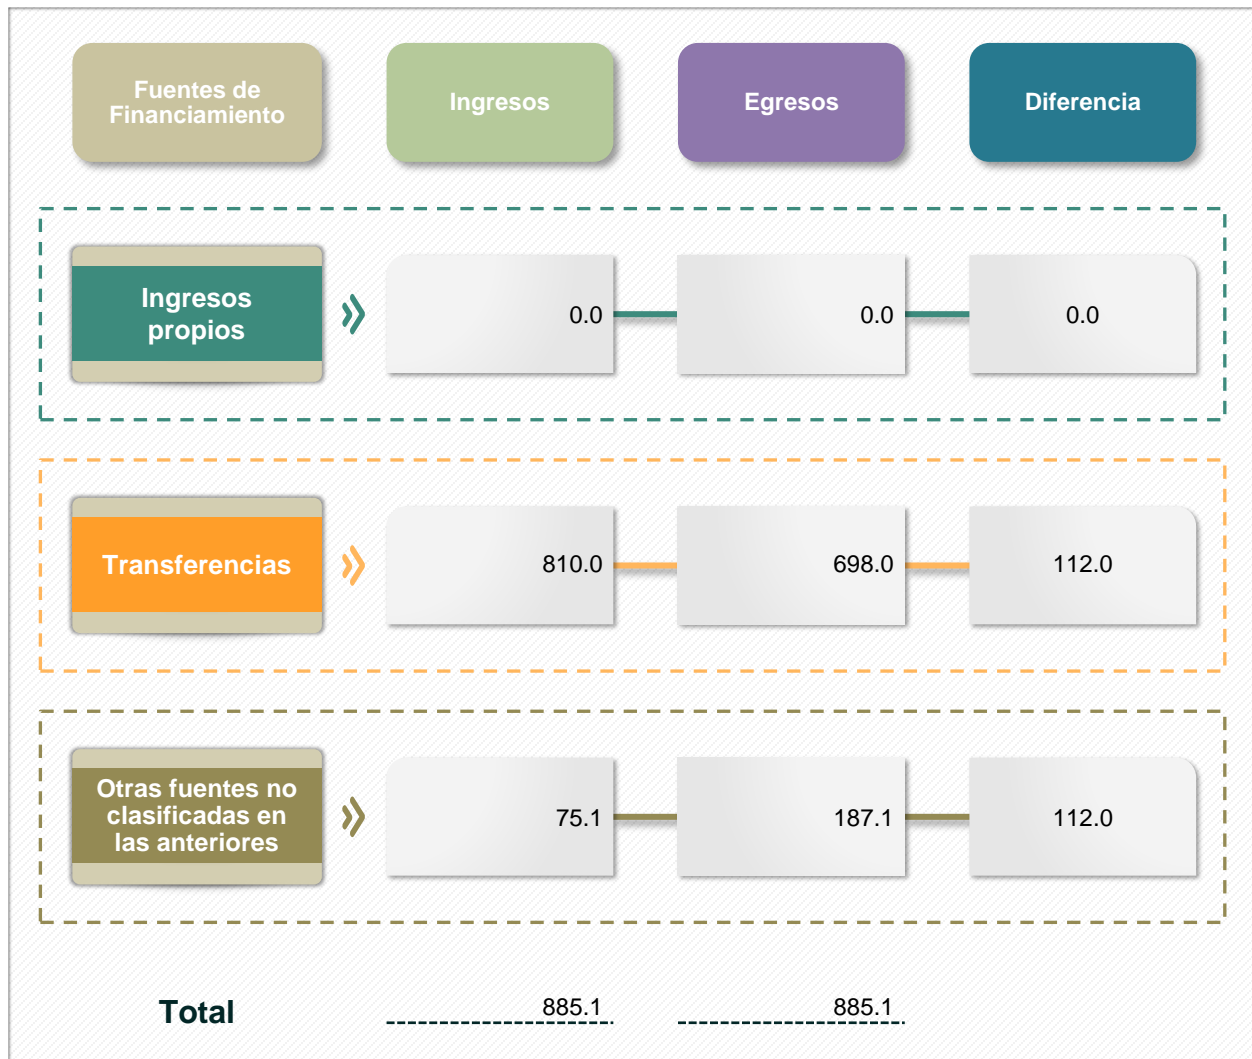 Fuentes de
Financiamiento
Ingresos
Egresos
Diferencia
Ingresos
propios
0.0
0.0
0.0
Transferencias
810.0
698.0
112.0
Otras fuentes no
clasificadas en
las anteriores
75.1
187.1
112.0
Total
885.1
885.1